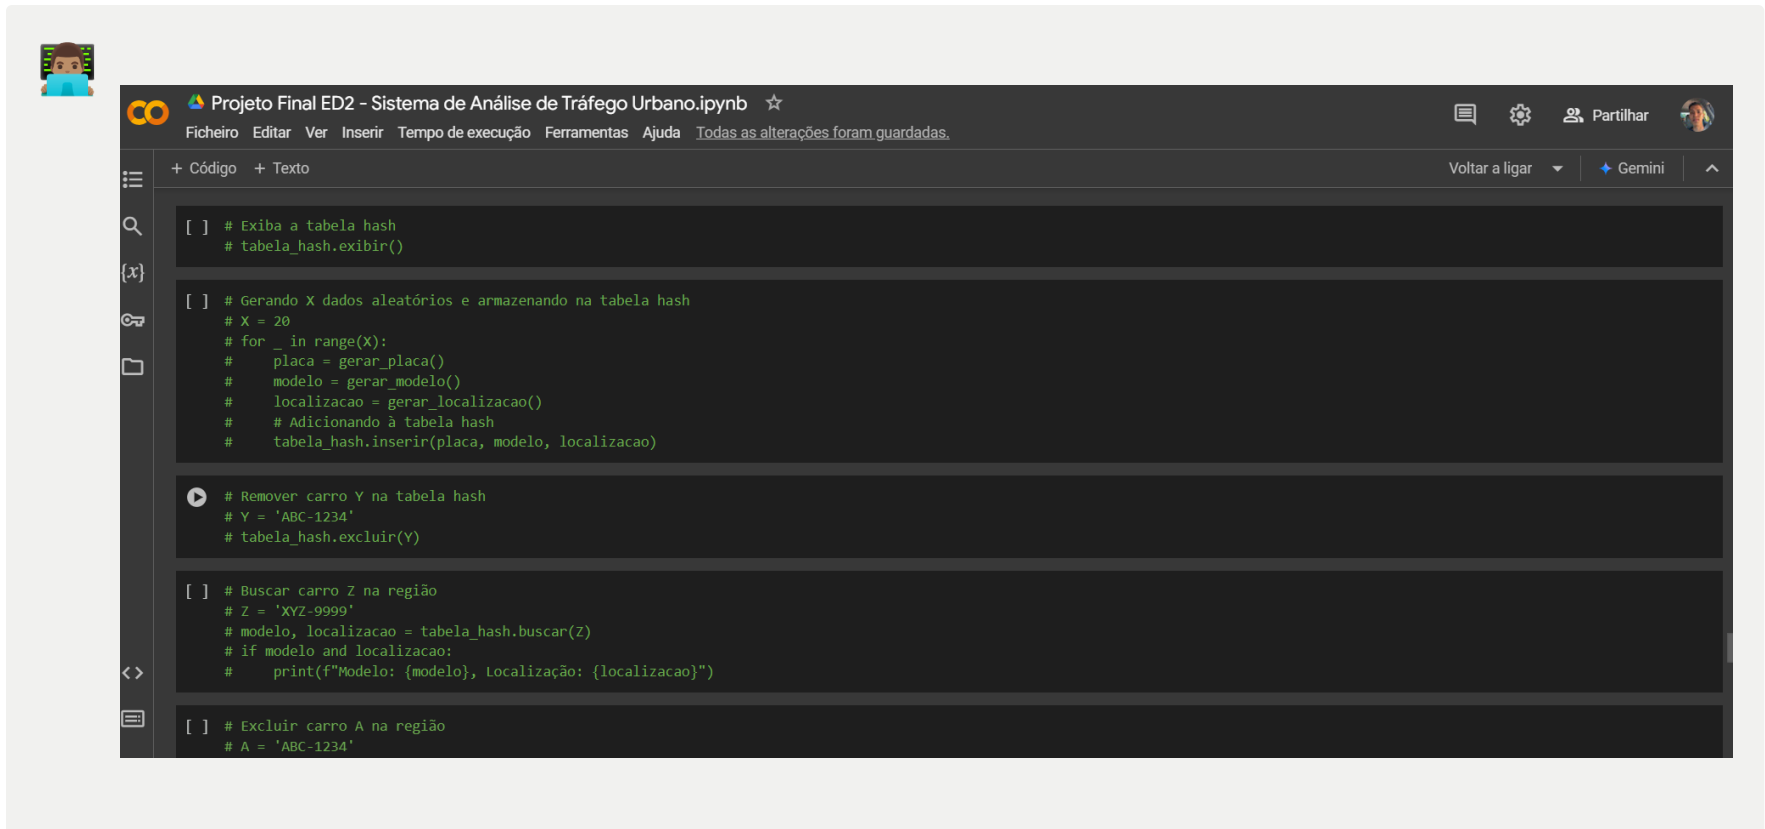 Projeto Final ED2 - Sistema de Análise de Tráfego Urbano.ipynb
Ficheiro Editar Ver Inserir Tempo de execução Ferramentas Ajuda Todas as alterações foram guardadas.
Partilhar
+ Código + Texto
Voltar a ligar
Gemini
{x}
[ ] # Exiba a tabela hash
# tabela_hash.exibir()
[ ] # Gerando X dados aleatórios e armazenando na tabela hash
# X = 20
# for _ in range(X):
#     placa = gerar_placa()
#     modelo = gerar_modelo()
#     localizacao = gerar_localizacao()
#     # Adicionando à tabela hash
#     tabela_hash.inserir(placa, modelo, localizacao)
# Remover carro Y na tabela hash
# Y = 'ABC-1234'
# tabela_hash.excluir(Y)
[ ] # Buscar carro Z na região
# Z = 'XYZ-9999'
# modelo, localizacao = tabela_hash.buscar(Z)
# if modelo and localizacao:
#     print(f"Modelo: {modelo}, Localização: {localizacao}")
[ ] # Excluir carro A na região
# A = 'ABC-1234'